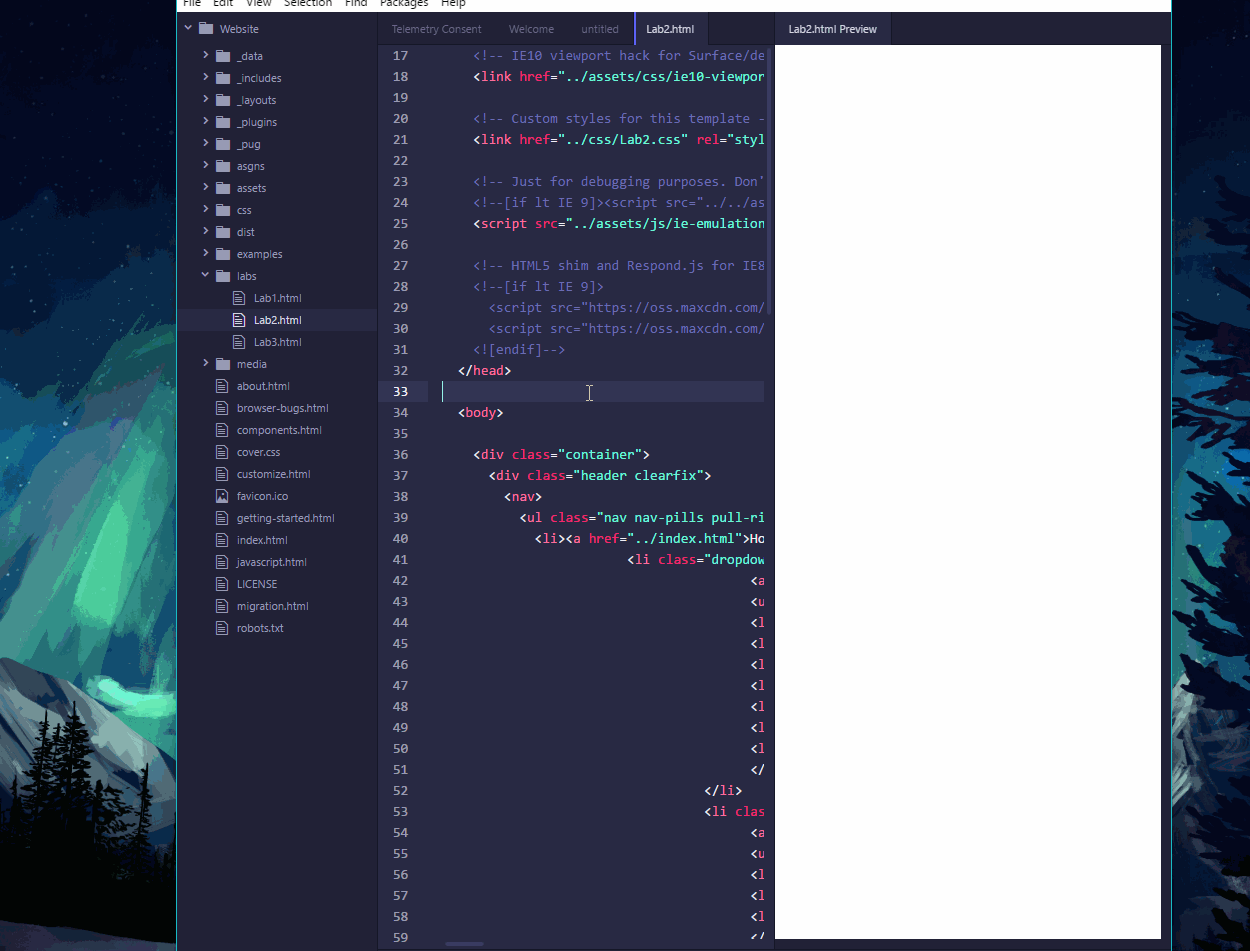 File Edit View Selection Find Packages Help
Website
_data
_includes
_layouts
_plugins
_pug
asgns
assets
css
dist
examples
labs
Lab1.html
Lab2.html
Lab3.html
media
about.html
browser-bugs.html
components.html
cover.css
customize.html
favicon.ico
getting-started.html
index.html
javascript.html
LICENSE
migration.html
robots.txt
Telemetry Consent Welcome untitled Lab2.html
17 <!-- IE10 viewport hack for Surface/de
18 <link href="../assets/css/ie10-viewpor
19
20 <!-- Custom styles for this template -
21 <link href="../css/Lab2.css" rel="styl
22
23 <!-- Just for debugging purposes. Don'
24 <!--[if lt IE 9]><script src="../../as
25 <script src="../assets/js/ie-emulation
26
27 <!-- HTML5 shim and Respond.js for IE8
28 <!--[if lt IE 9]>
29 <script src="https://oss.maxcdn.com/
30 <script src="https://oss.maxcdn.com/
31 <![endif]-->
32 </head>
33
34 <body>
35
36 <div class="container">
37 <div class="header clearfix">
38 <nav>
39 <ul class="nav nav-pills pull-ri
40 <li><a href="../index.html">Ho
41 <li class="dropdow
42 <a
43 <u
44 <l
45 <l
46 <l
47 <l
48 <l
49 <l
50 <l
51 </
52 </li>
53 <li clas
54 <a
55 <u
56 <l
57 <l
58 <l
59 </
Lab2.html Preview